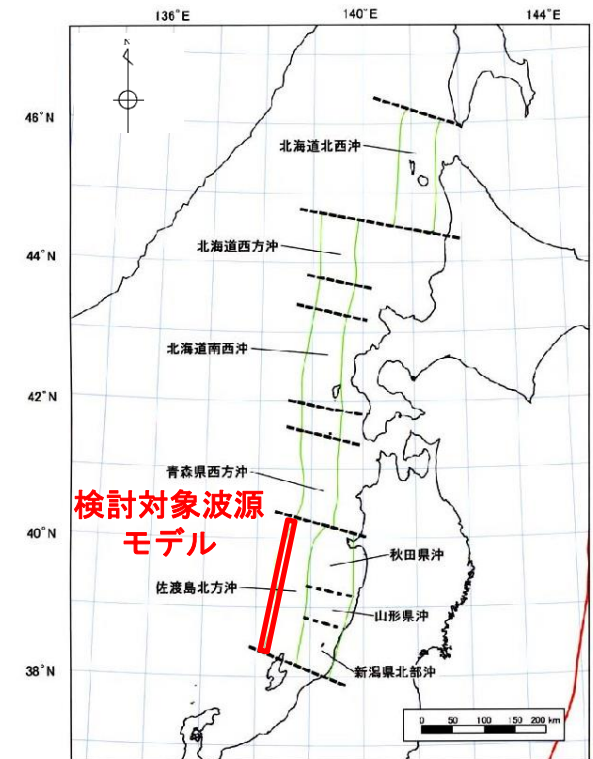 136°E
140°E
144°E
N
46°N
北海道北西沖
44°N
北海道西方沖
北海道南西沖
42°N
青森県西方沖
検討対象波源
モデル
40°N
秋田県沖
佐渡島北方沖
山形県沖
38°N
新潟県北部沖
0 50 100 150 200 km